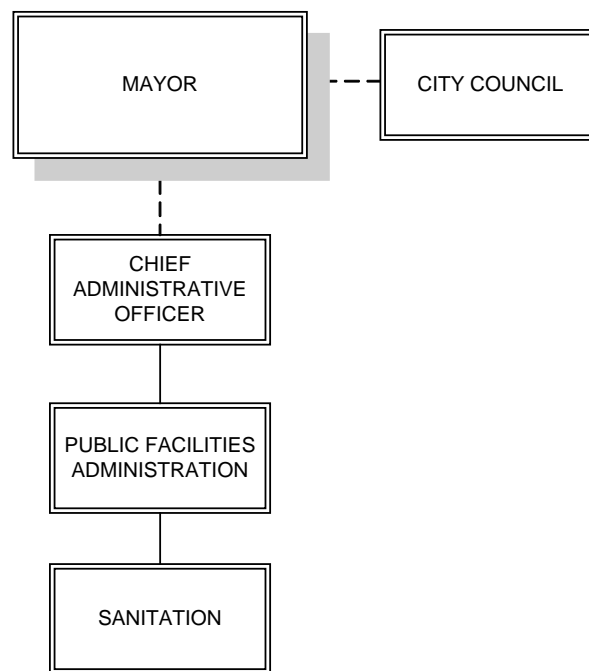 MAYOR
CITY COUNCIL
CHIEF
ADMINISTRATIVE
OFFICER
PUBLIC FACILITIES
ADMINISTRATION
SANITATION